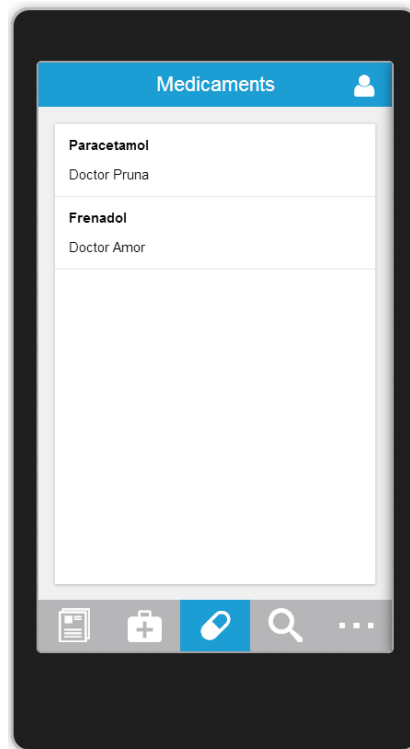 Medicaments
Paracetamol
Doctor Pruna
Frenadol
Doctor Amor